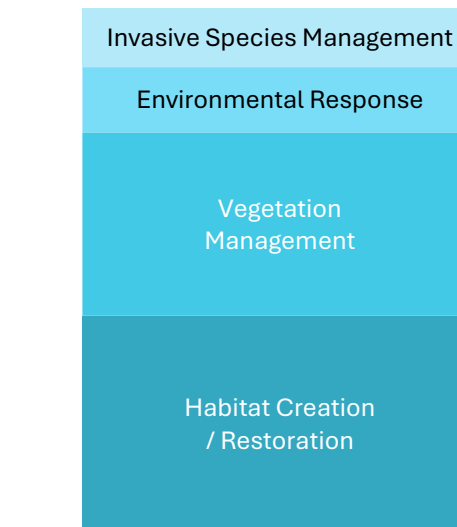 Invasive Species Management
Environmental Response
Vegetation
Management
Habitat Creation
/ Restoration